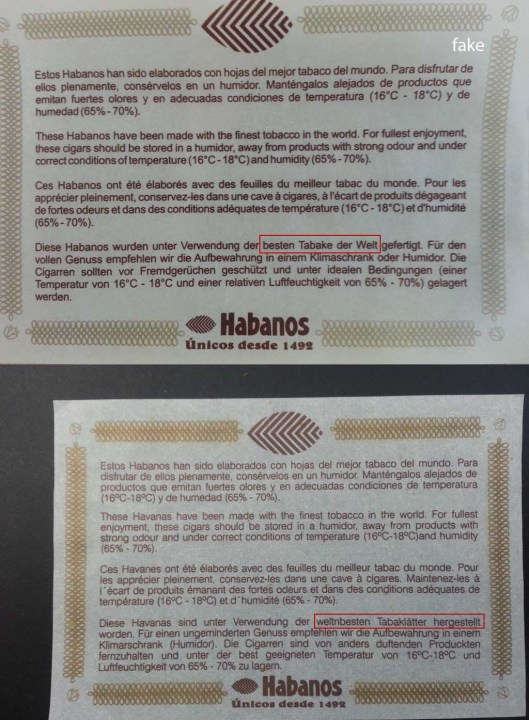 fake
Estos Habanos han sido elaborados con hojas del mejor tabaco del mundo. Para disfrutar de
ellos plenamente, consérvelos en un humidor. Manténgalos alejados de productos que
emitan fuertes olores y en adecuadas condiciones de temperatura (16°C - 18°C) y de
humedad (65% - 70%).
These Habanos have been made with the finest tobacco in the world. For fullest enjoyment,
these cigars should be stored in a humidor, away from products with strong odour and under
correct conditions of temperature (16°C - 18°C) and humidity (65% - 70%).
Ces Habanos ont été élaborés avec des feuilles du meilleur tabac du monde. Pour les
apprécier pleinement, conservez-les dans une cave à cigares, à l'écart de produits dégageant
de fortes odeurs et dans des conditions adéquates de température (16°C - 18°C) et d'humidité
(65% - 70%).
Diese Habanos wurden unter Verwendung der besten Tabake der Welt gefertigt. Für den
vollen Genuss empfehlen wir die Aufbewahrung in einem Klimaschrank oder Humidor. Die
Cigarren sollten vor Fremdgerüchen geschützt und unter idealen Bedingungen (einer
Temperatur von 16°C - 18°C und einer relativen Luftfeuchtigkeit von 65% - 70%) gelagert
werden.
Habanos
Únicos desde 1492
Estos Habanos han sido elaborados con hojas del mejor tabaco del mundo. Para
disfrutar de ellos plenamente, consérvelos en un humidor. Manténgalos alejados de
productos que emitan fuertes olores y en adecuadas condiciones de temperatura
(16ºC-18ºC) y de humedad (65% - 70%).
These Havanas have been made with the finest tobacco in the world. For fullest
enjoyment, these cigars should be stored in a humidor, away from products with
strong odour and under correct conditions of temperature (16ºC-18ºC)and humidity
(65% - 70%).
Ces Havanes ont été élaborés avec des feuilles du meilleur tabac du monde. Pour
les apprécier pleinement, conservez-les dans une cave à cigares. Maintenez-les à
l´écart de produits émanant des fortes odeurs et dans des conditions adéquates de
température (16ºC - 18ºC) et d´humidité (65% - 70%).
Diese Havanas sind unter Verwendung der weltnbesten Tabaklätter hergestellt
worden. Für einen ungeminderten Genuss empfehlen wir die Aufbewahrung in einem
Klimarschrank (Humidor). Die Cigarren sind von anders duftenden Produckten
fernzuhalten und unter der best geeigneten Temperatur von 16ºC-18ºC und
Luftfeuchtigkeit von 65% - 70% zu lagern.
Habanos
Únicos desde 1492